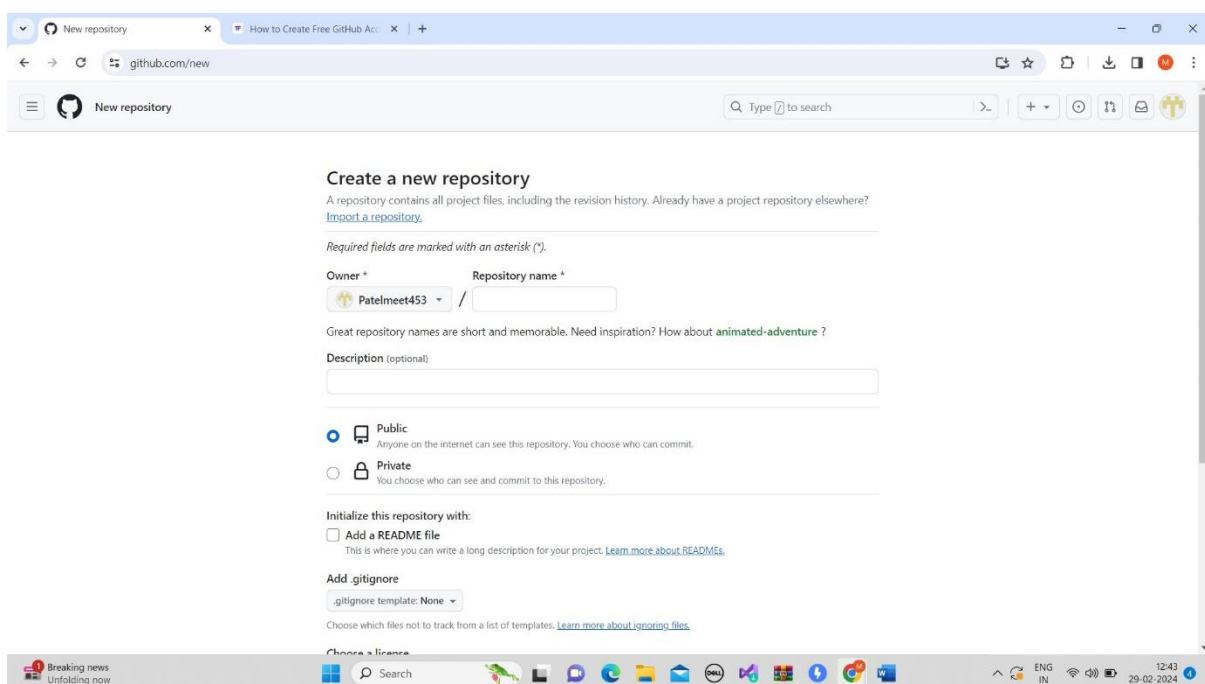 New repository
How to Create Free GitHub Acc
github.com/new
M
New repository
Type / to search
Create a new repository
A repository contains all project files, including the revision history. Already have a project repository elsewhere?
Import a repository.
Required fields are marked with an asterisk (*).
Owner * Repository name *
Patelmeet453 /
Great repository names are short and memorable. Need inspiration? How about animated-adventure ?
Description (optional)
Public
Anyone on the internet can see this repository. You choose who can commit.
Private
You choose who can see and commit to this repository.
Initialize this repository with:
Add a README file
This is where you can write a long description for your project. Learn more about READMEs.
Add .gitignore
.gitignore template: None
Choose which files not to track from a list of templates. Learn more about ignoring files.
Choose a license
1
Breaking news
Unfolding now
Search
DELL
ENG
IN
12:43
29-02-2024
4